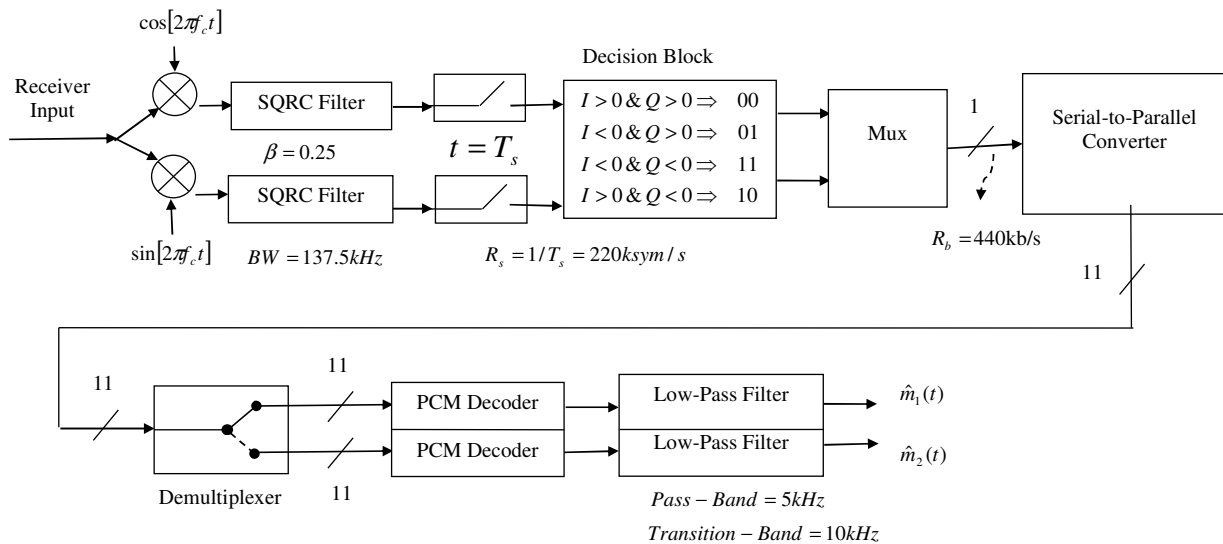 cos[2πf_c t]
Receiver
Input
SQRC Filter
β = 0.25
SQRC Filter
sin[2πf_c t]
BW = 137.5kHz
t = T_s
R_s = 1/T_s = 220ksym / s
Decision Block
I > 0 & Q > 0 ⇒ 00
I < 0 & Q > 0 ⇒ 01
I < 0 & Q < 0 ⇒ 11
I > 0 & Q < 0 ⇒ 10
Mux
1
R_b = 440kb/s
Serial-to-Parallel
Converter
11
11
Demultiplexer
11
11
PCM Decoder
PCM Decoder
Low-Pass Filter
Low-Pass Filter
m̂_1(t)
m̂_2(t)
Pass − Band = 5kHz
Transition − Band = 10kHz